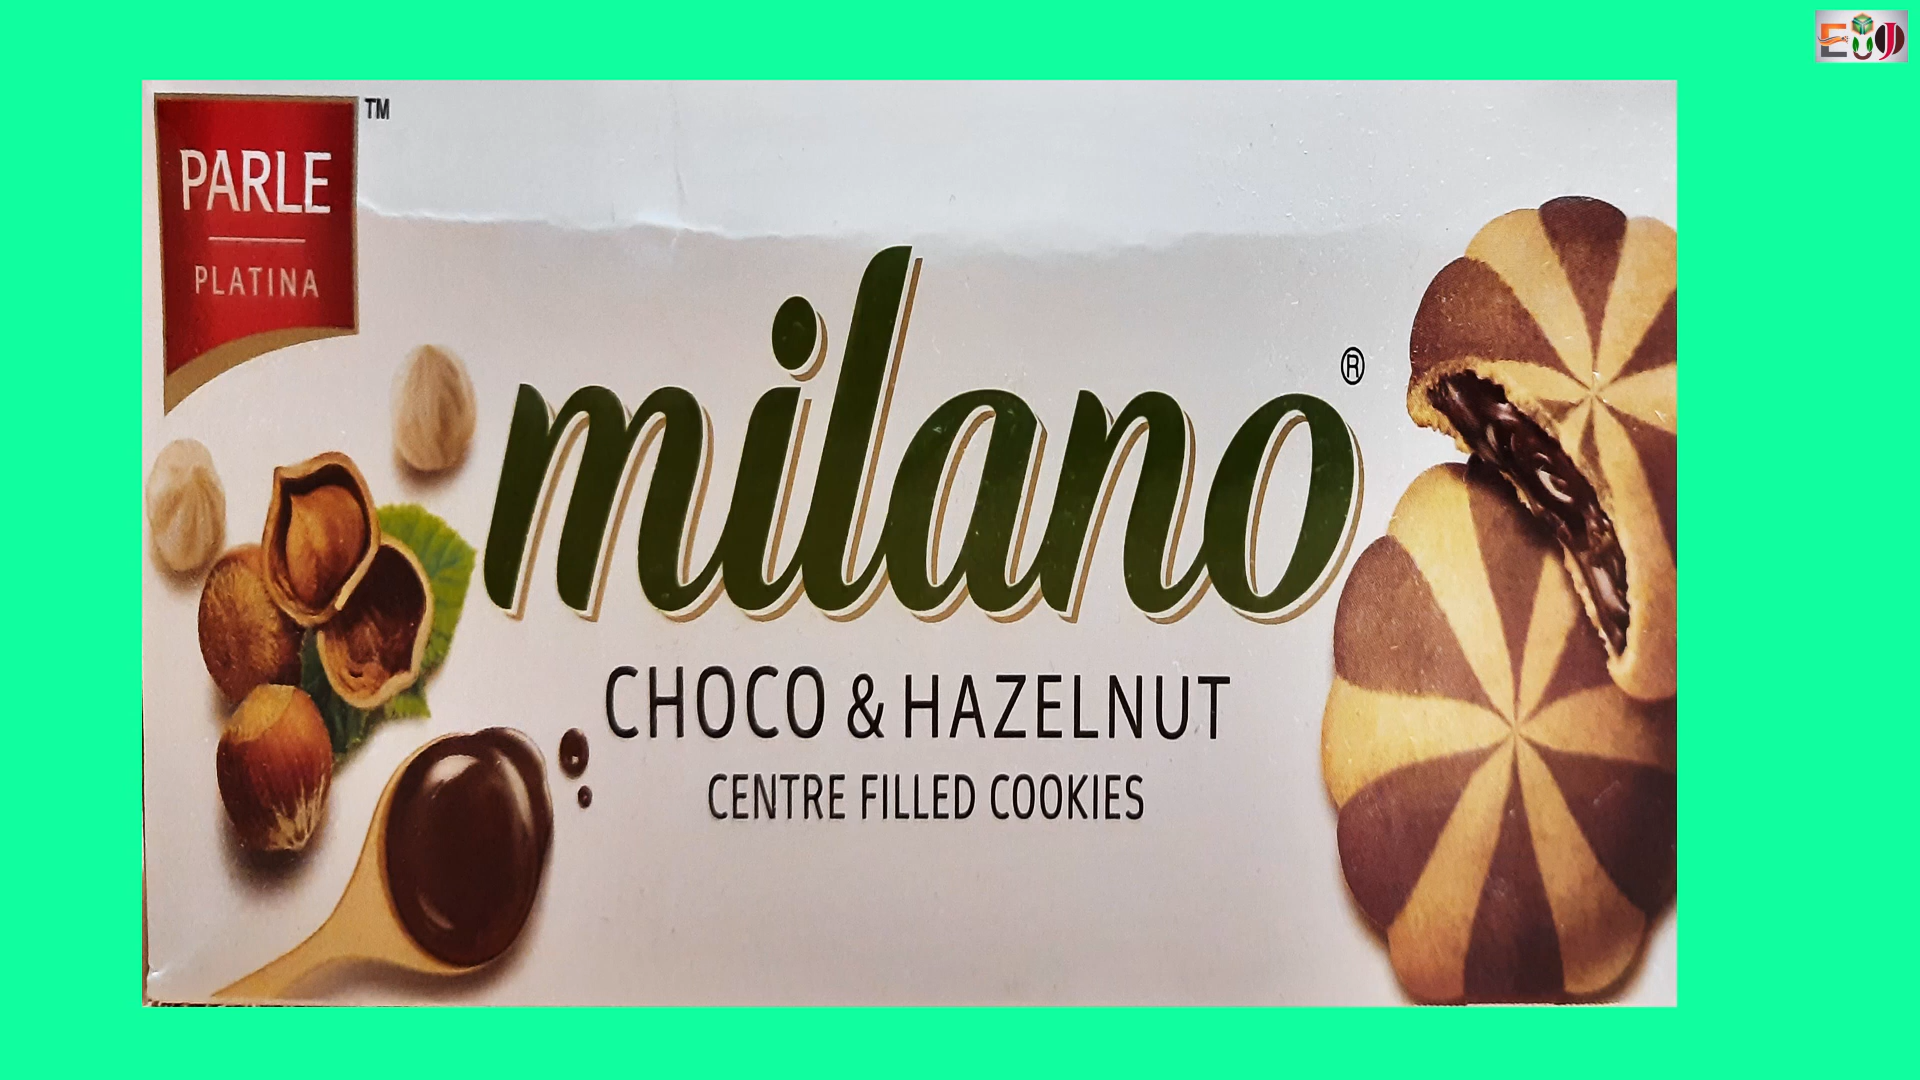 PARLE
PLATINA
TM
milano®
CHOCO & HAZELNUT
CENTRE FILLED COOKIES